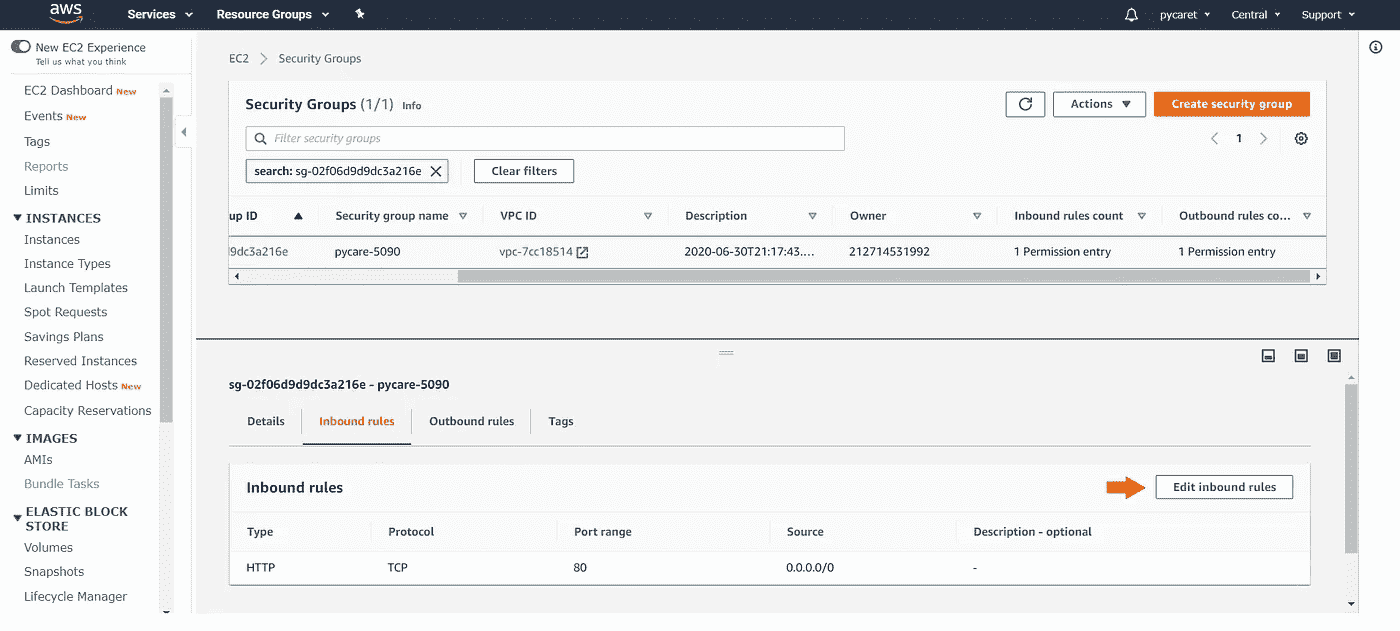 aws Services Resource Groups pycaret Central Support
New EC2 Experience
Tell us what you think
EC2 Dashboard New
Events New
Tags
Reports
Limits
INSTANCES
Instances
Instance Types
Launch Templates
Spot Requests
Savings Plans
Reserved Instances
Dedicated Hosts New
Capacity Reservations
IMAGES
AMIs
Bundle Tasks
ELASTIC BLOCK
STORE
Volumes
Snapshots
Lifecycle Manager
EC2 > Security Groups
Security Groups (1/1) Info
Actions
Create security group
Filter security groups
1
search: sg-02f06d9d9dc3a216e
Clear filters
up ID Security group name VPC ID Description Owner Inbound rules count Outbound rules co...
9dc3a216e pycare-5090 vpc-7cc18514 2020-06-30T21:17:43.... 212714531992 1 Permission entry 1 Permission entry
sg-02f06d9d9dc3a216e - pycare-5090
Details Inbound rules Outbound rules Tags
Inbound rules
Edit inbound rules
Type Protocol Port range Source Description - optional
HTTP TCP 80 0.0.0.0/0 -